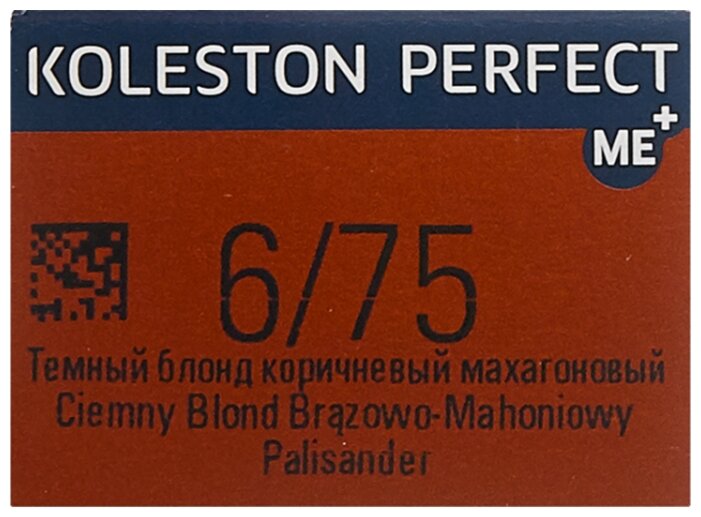 KOLESTON PERFECT
ME+
6/75
Темный блонд коричневый махагоновый
Ciemny Blond Brązowo-Mahoniowy
Palisander